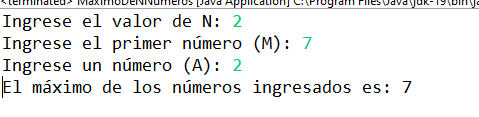 <terminated> MaximoDeNNumeros [Java Application] C:\Program Files\Java\jdk-19\bin\ja
Ingrese el valor de N: 2
Ingrese el primer número (M): 7
Ingrese un número (A): 2
El máximo de los números ingresados es: 7